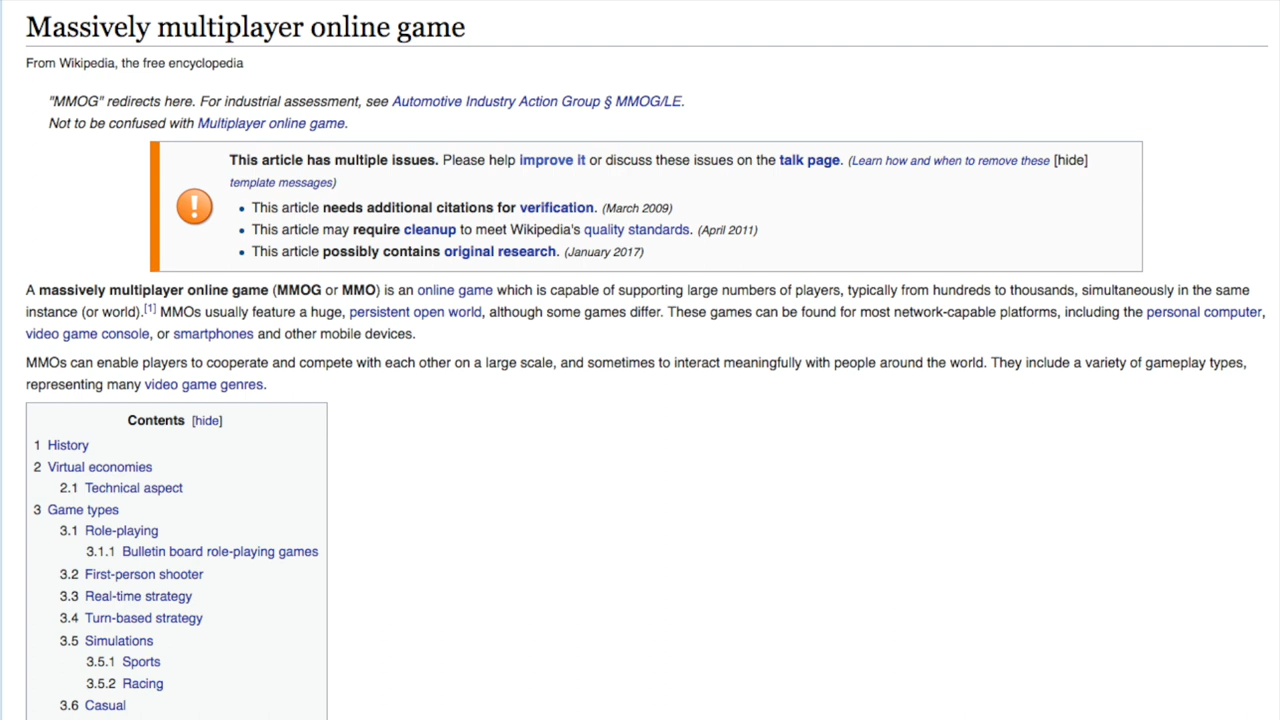 Massively multiplayer online game
From Wikipedia, the free encyclopedia
"MMOG" redirects here. For industrial assessment, see Automotive Industry Action Group § MMOG/LE.
Not to be confused with Multiplayer online game.
This article has multiple issues. Please help improve it or discuss these issues on the talk page. (Learn how and when to remove these [hide]
template messages)
• This article needs additional citations for verification. (March 2009)
• This article may require cleanup to meet Wikipedia's quality standards. (April 2011)
• This article possibly contains original research. (January 2017)
A massively multiplayer online game (MMOG or MMO) is an online game which is capable of supporting large numbers of players, typically from hundreds to thousands, simultaneously in the same
instance (or world).[1] MMOs usually feature a huge, persistent open world, although some games differ. These games can be found for most network-capable platforms, including the personal computer,
video game console, or smartphones and other mobile devices.
MMOs can enable players to cooperate and compete with each other on a large scale, and sometimes to interact meaningfully with people around the world. They include a variety of gameplay types,
representing many video game genres.
Contents [hide]
1 History
2 Virtual economies
2.1 Technical aspect
3 Game types
3.1 Role-playing
3.1.1 Bulletin board role-playing games
3.2 First-person shooter
3.3 Real-time strategy
3.4 Turn-based strategy
3.5 Simulations
3.5.1 Sports
3.5.2 Racing
3.6 Casual